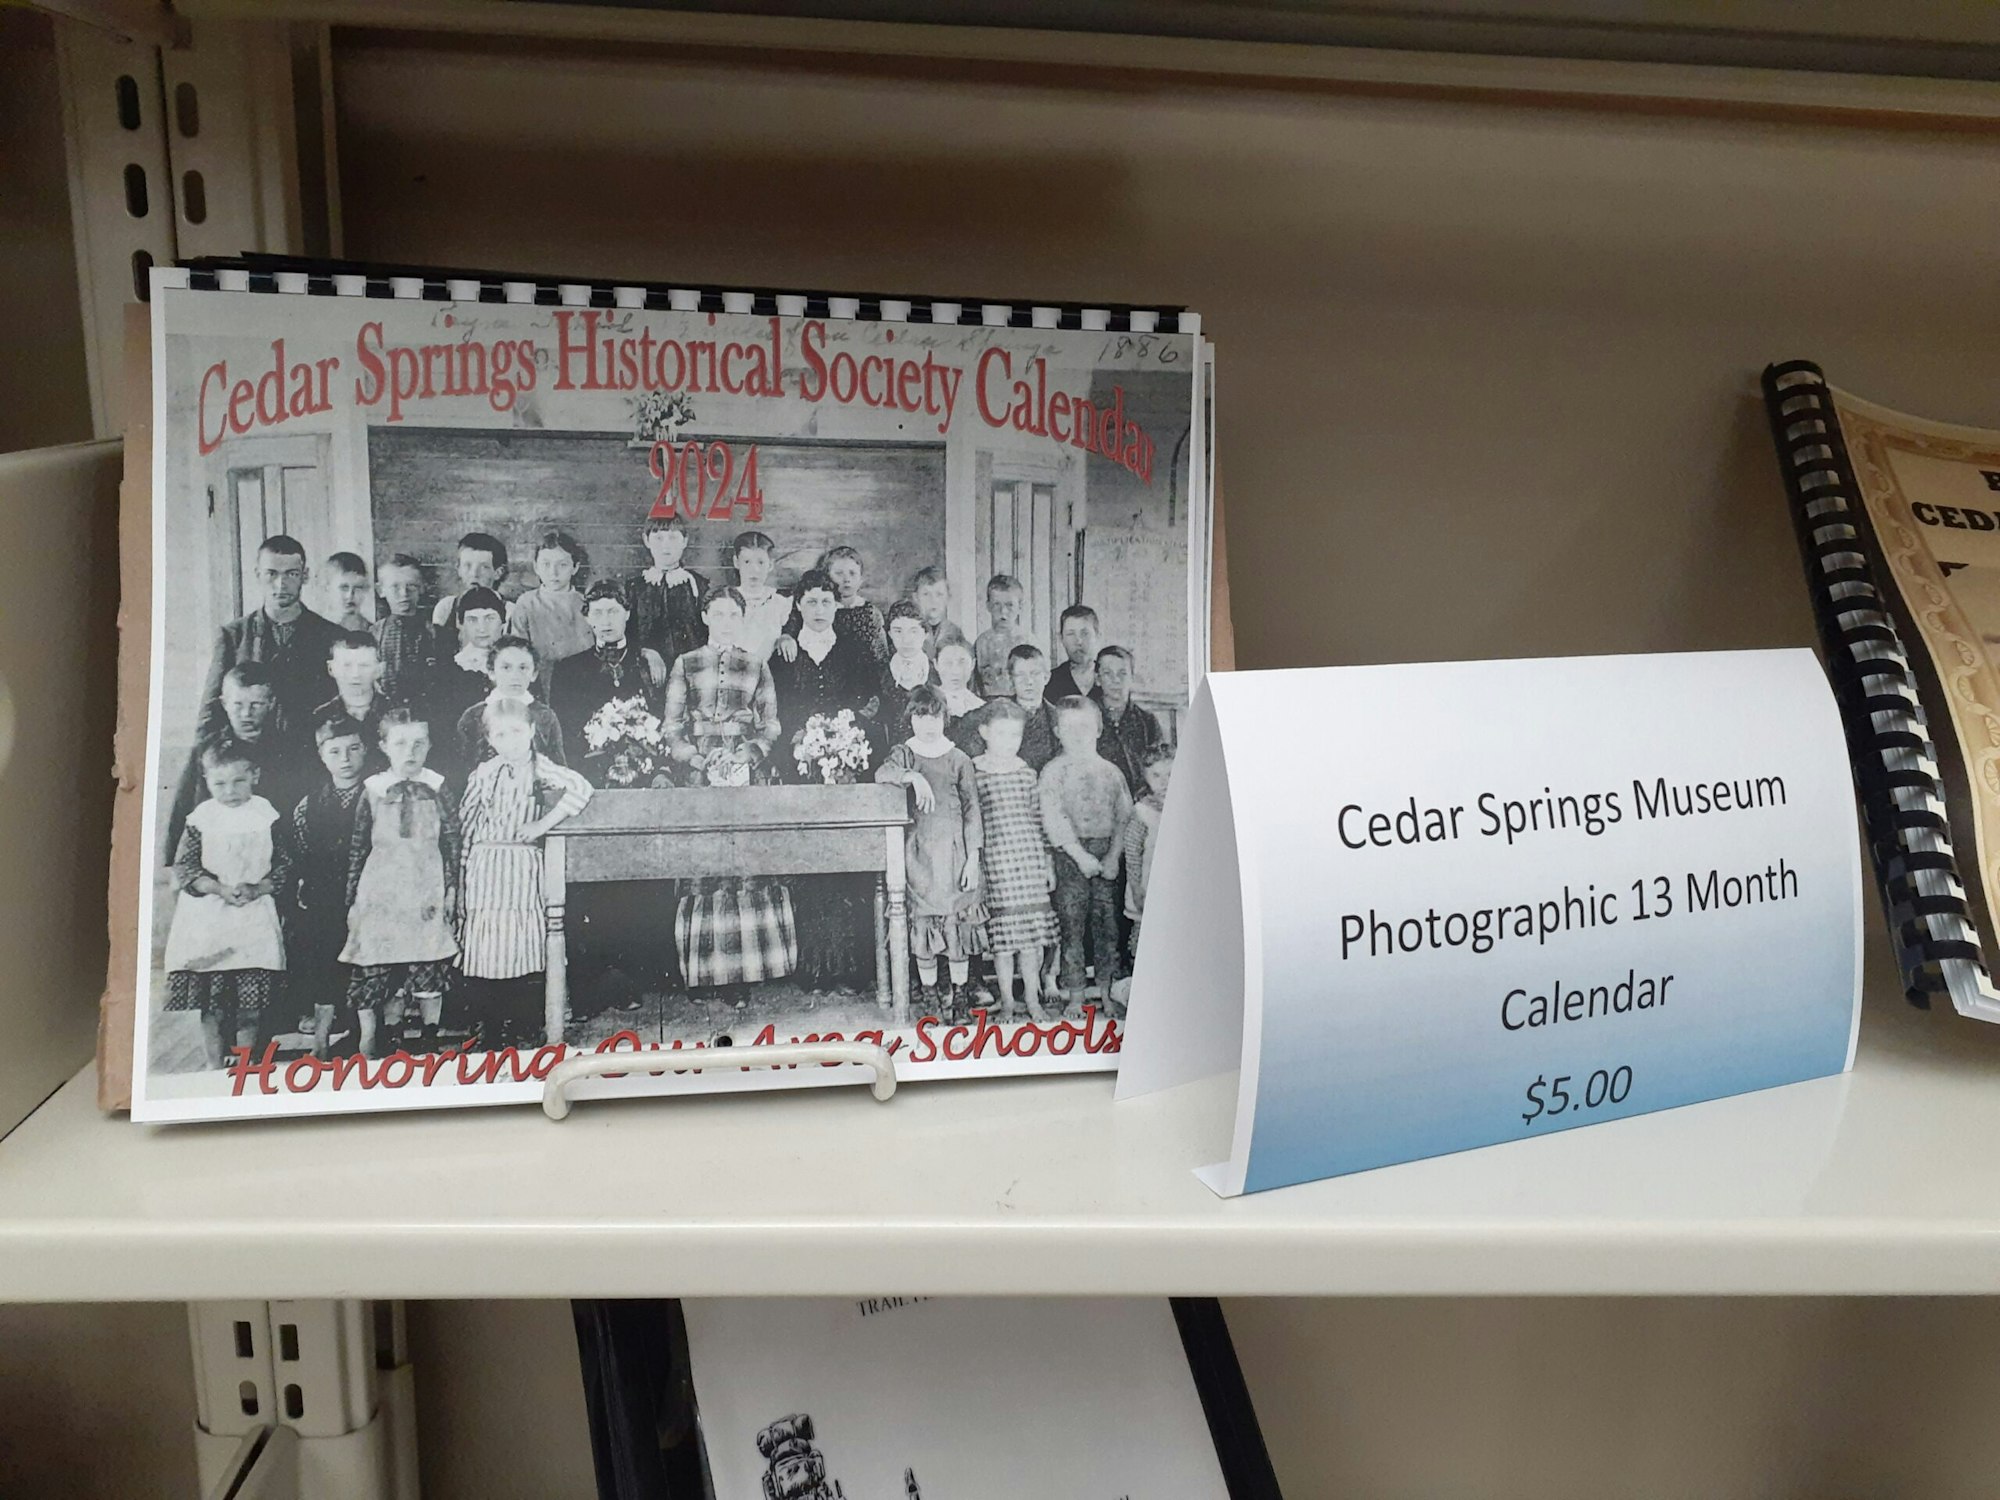 1886
Cedar Springs Historical Society Calendar
2024
Honoring Our Area Schools
Cedar Springs Museum
Photographic 13 Month
Calendar
$5.00